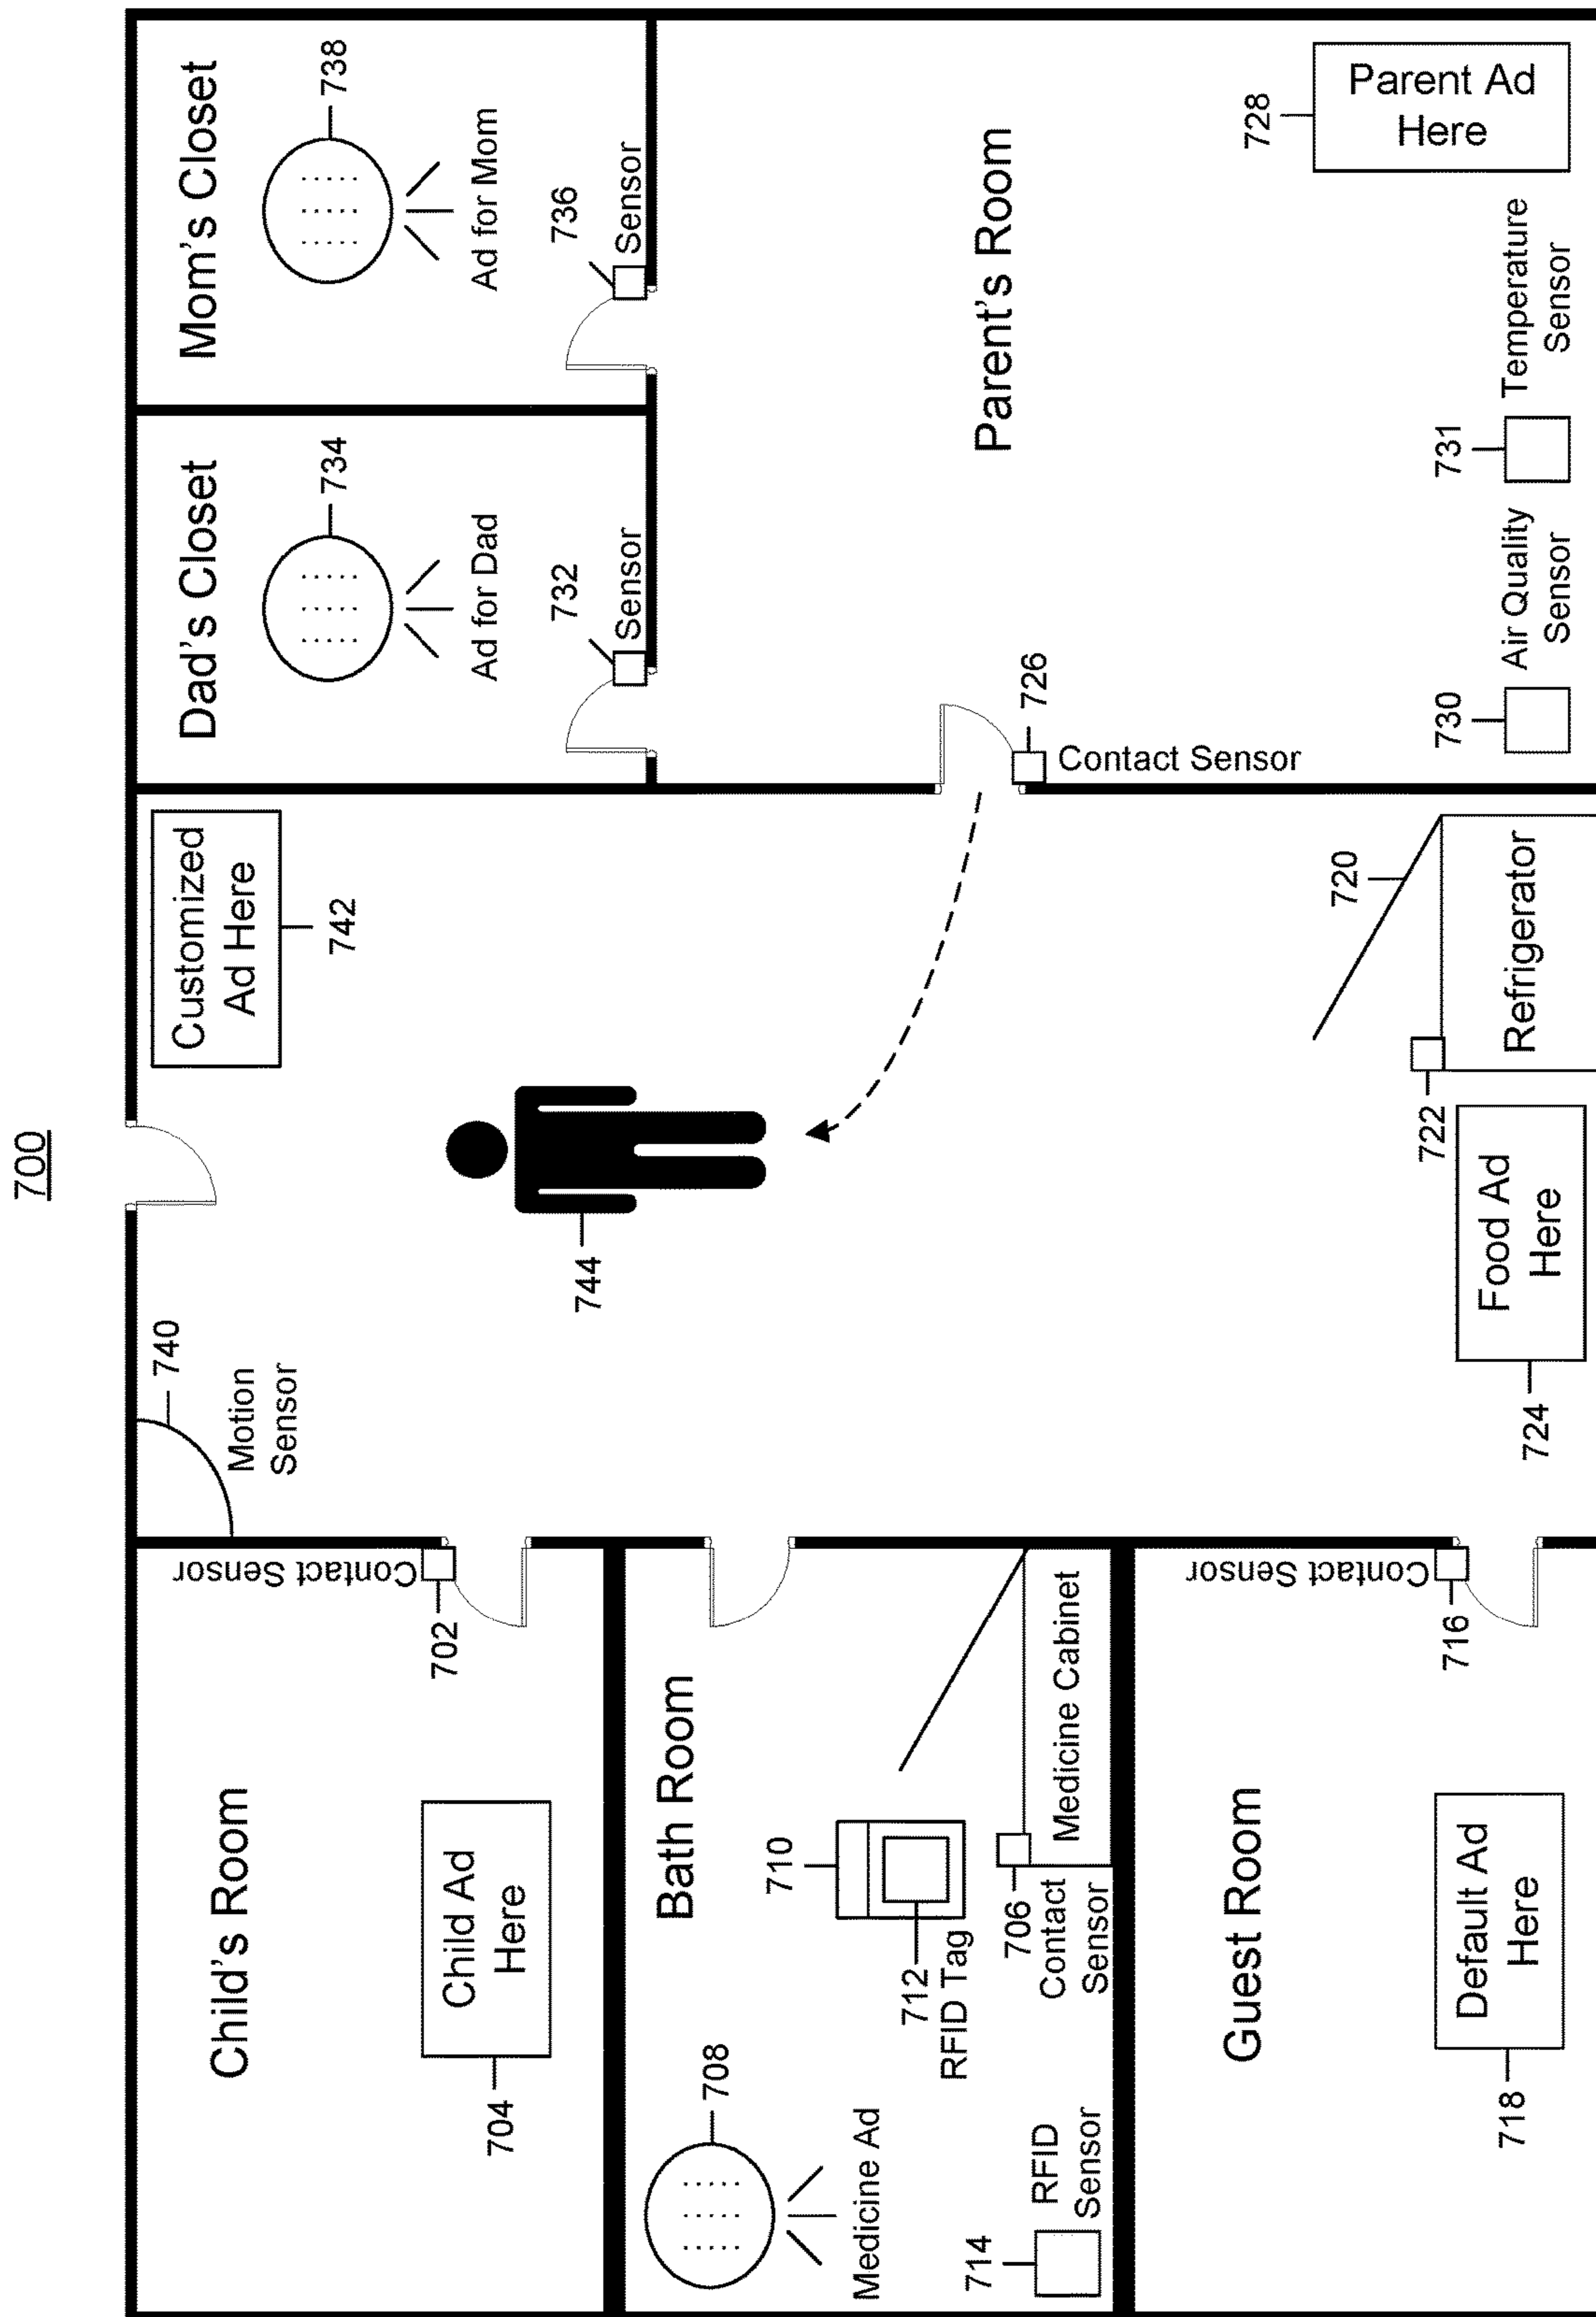 700
Child's Room
Contact Sensor
702
Child Ad
Here
704
Bath Room
708
Medicine Ad
710
712
RFID Tag
714
RFID
Sensor
706
Contact
Sensor
Medicine Cabinet
Guest Room
Contact Sensor
716
Default Ad
Here
718
740
Motion
Sensor
744
Customized
Ad Here
742
720
722
Refrigerator
Food Ad
Here
724
Dad's Closet
734
Ad for Dad
732
Sensor
Mom's Closet
738
Ad for Mom
736
Sensor
Parent's Room
726
Contact Sensor
730
Air Quality
Sensor
731
Temperature
Sensor
728
Parent Ad
Here